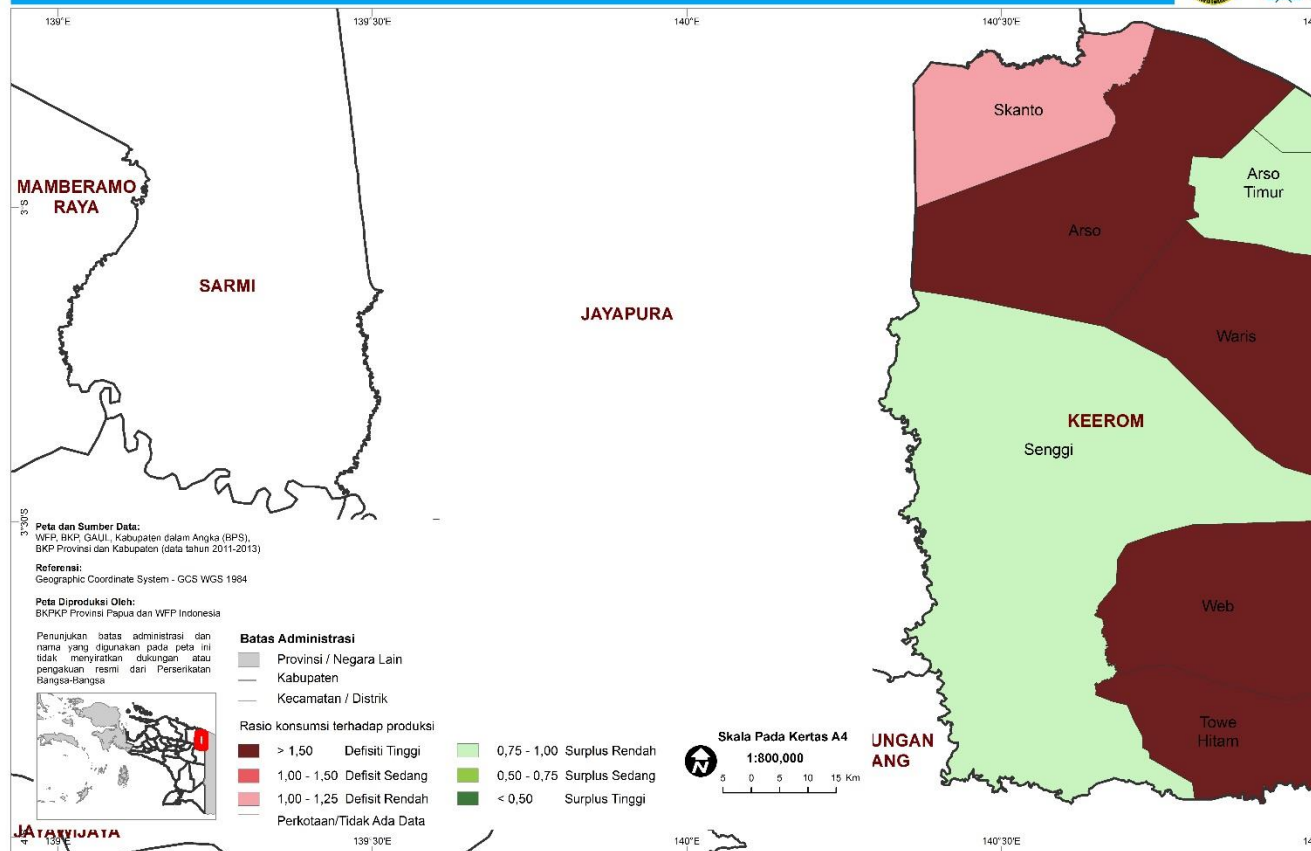 139°E
139°30'E
140°E
140°30'E
Skanto
MAMBERAMO
RAYA
3°S
Arso
Timur
Arso
SARMI
JAYAPURA
Waris
KEEROM
Senggi
3°30'S
Peta dan Sumber Data:
WFP, BKP, GAUL, Kabupaten dalam Angka (BPS),
BKP Provinsi dan Kabupaten (data tahun 2011-2013)
Referensi:
Geographic Coordinate System - GCS WGS 1984
Peta Diproduksi Oleh:
BKPKP Provinsi Papua dan WFP Indonesia
Penunjukan batas administrasi dan
nama yang digunakan pada peta ini
tidak menyiratkan dukungan atau
pengakuan resmi dari Perserikatan
Bangsa-Bangsa
Batas Administrasi
Provinsi / Negara Lain
Kabupaten
Kecamatan / Distrik
Rasio konsumsi terhadap produksi
> 1,50 Defisiti Tinggi
1,00 - 1,50 Defisit Sedang
1,00 - 1,25 Defisit Rendah
Perkotaan/Tidak Ada Data
0,75 - 1,00 Surplus Rendah
0,50 - 0,75 Surplus Sedang
< 0,50 Surplus Tinggi
N
Skala Pada Kertas A4
1:800,000
5 0 5 10 15 Km
Web
Towe
Hitam
UNGAN
ANG
JAYAWIJAYA
139°E
139°30'E
140°E
140°30'E